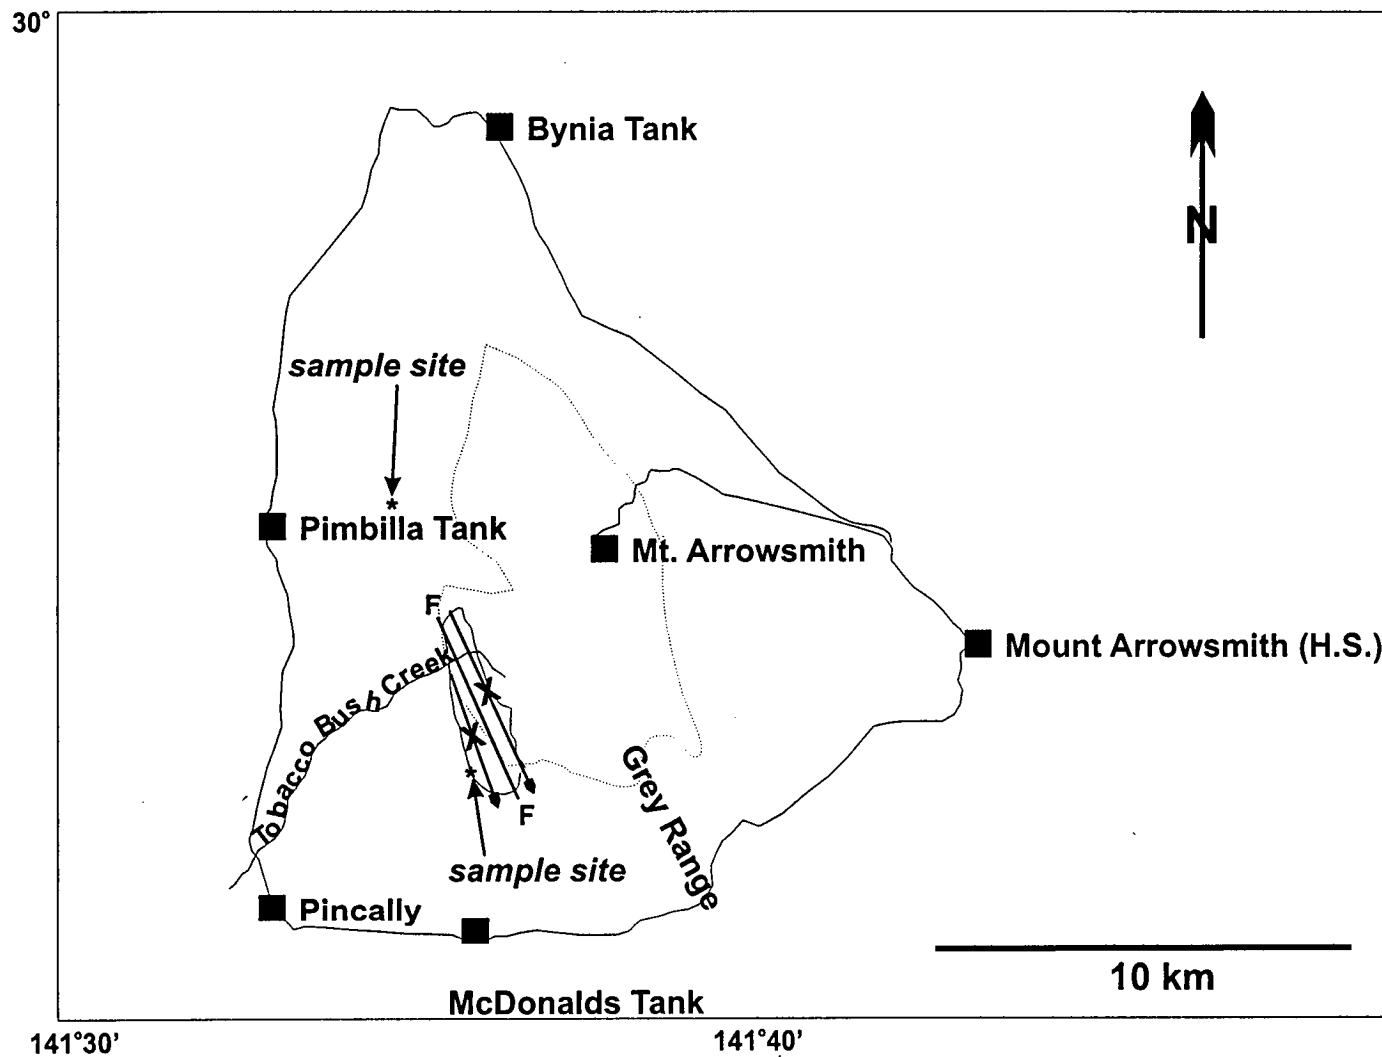 30°
Bynia Tank
N
sample site
*
Pimbilla Tank
Mt. Arrowsmith
F
Mount Arrowsmith (H.S.)
Tobacco Bush Creek
X
X
*
Grey Range
F
sample site
Pincally
10 km
McDonalds Tank
141°30'
141°40'